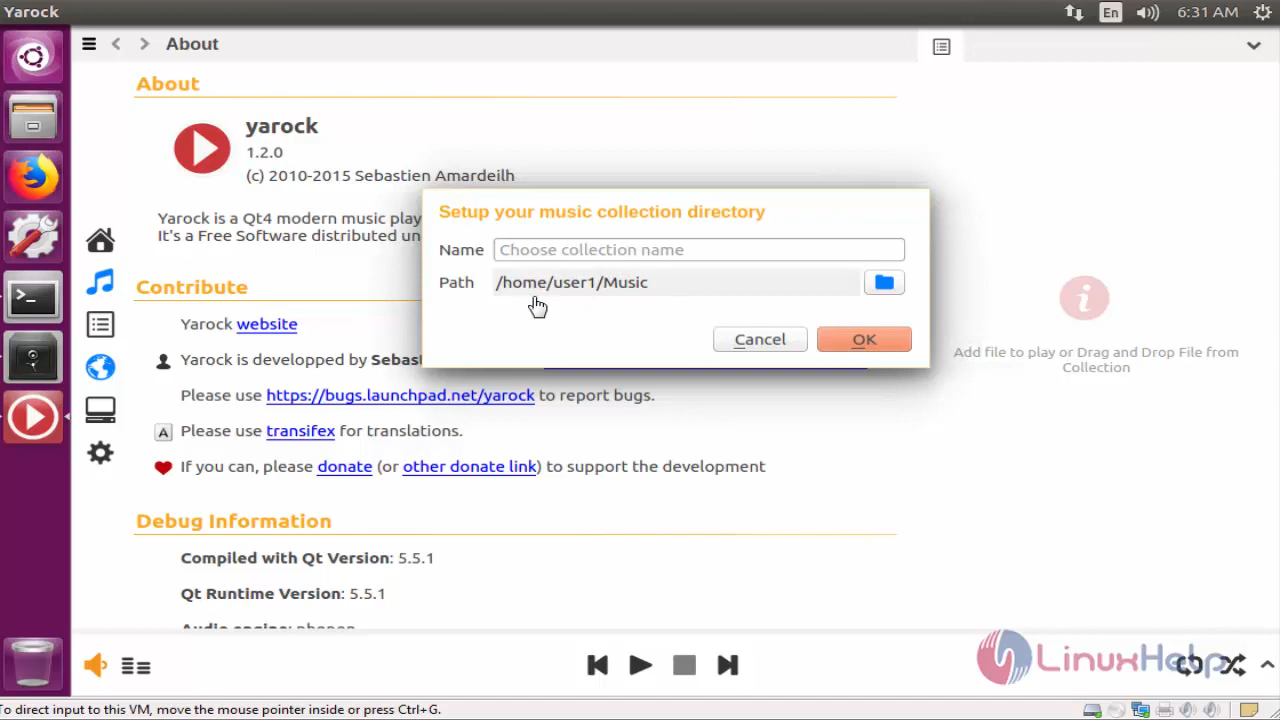 Yarock
En
6:31 AM
About
About
yarock
1.2.0
(c) 2010-2015 Sebastien Amardeilh
Yarock is a Qt4 modern music play
It's a Free Software distributed un
Setup your music collection directory
Name Choose collection name
Path /home/user1/Music
Cancel OK
Contribute
Yarock website
Yarock is developped by Sebas
Please use https://bugs.launchpad.net/yarock to report bugs.
A Please use transifex for translations.
If you can, please donate (or other donate link) to support the development
Add file to play or Drag and Drop File from
Collection
Debug Information
Compiled with Qt Version: 5.5.1
Qt Runtime Version: 5.5.1
Audio engine: phonon
LinuxHelp
To direct input to this VM, move the mouse pointer inside or press Ctrl+G.